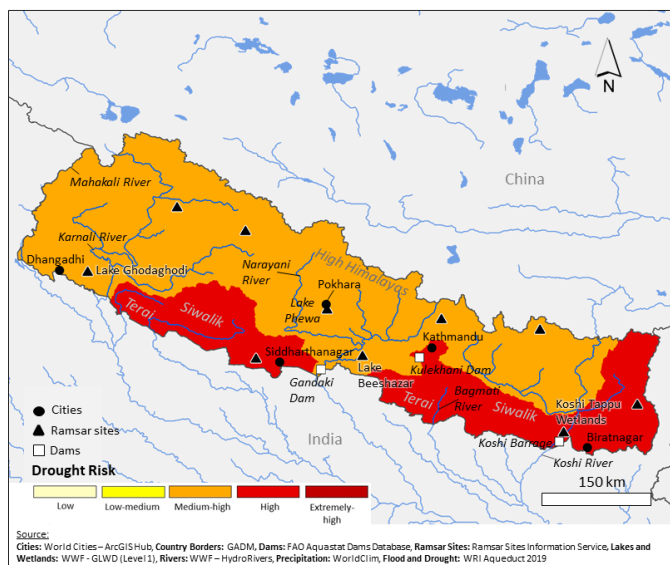 China
N
Mahakali River
Karnali River
Dhangadhi
Lake Ghodaghodi
Narayani
River
High Himalayas
Pokhara
Lake
Phewa
Terai
Siwalik
Siddharthanagar
Kathmandu
Kulekhani Dam
Gandaki
Dam
Lake
Beeshazar
Terai
Bagmati
River
Siwalik
Koshi Tappu
Wetlands
India
Koshi Barrage
Biratnagar
Koshi River
Cities
Ramsar sites
Dams
150 km
Drought Risk
Low
Low-medium
Medium-high
High
Extremely-
high
Source:
Cities: World Cities – ArcGIS Hub, Country Borders: GADM, Dams: FAO Aquastat Dams Database, Ramsar Sites: Ramsar Sites Information Service, Lakes and
Wetlands: WWF - GLWD (Level 1), Rivers: WWF – HydroRivers, Precipitation: WorldClim, Flood and Drought: WRI Aqueduct 2019